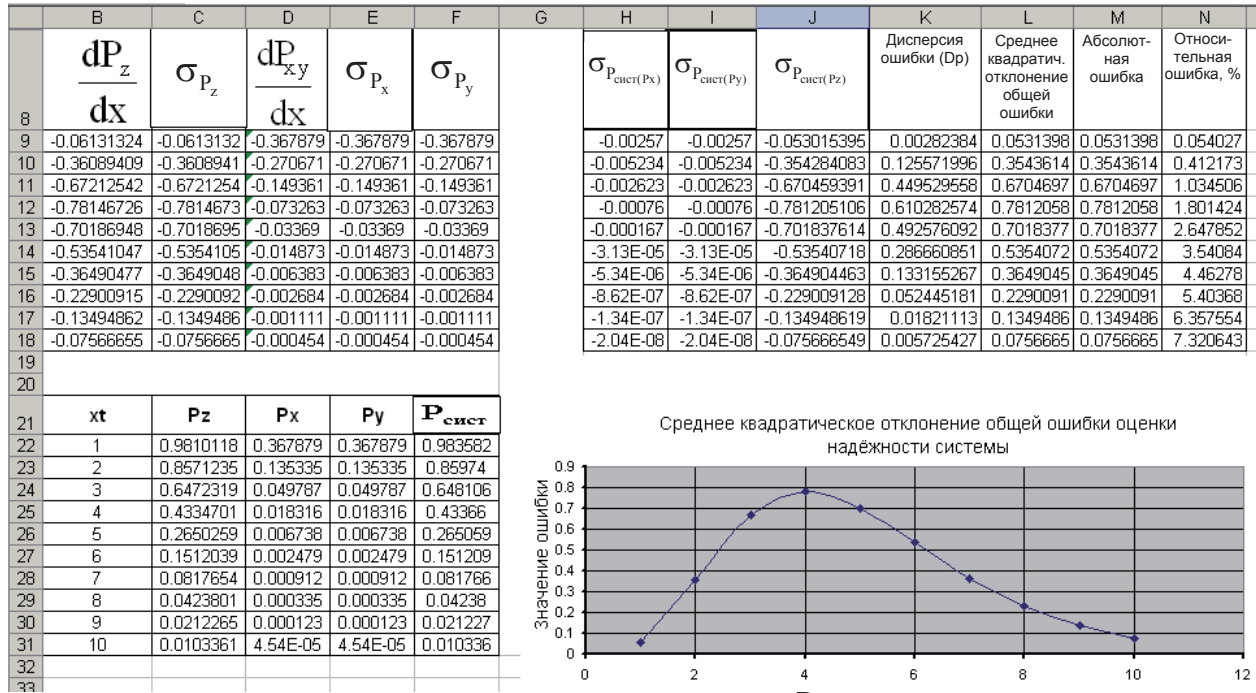 B C D E F G H I J K L M N
8 dPz/dx σPz dPxy/dx σPx σPy σPсист(Px) σPсист(Py) σPсист(Pz) Дисперсия ошибки (Dp) Среднее квадратич. отклонение общей ошибки Абсолют-ная ошибка Относи-тельная ошибка, %
9 -0.06131324 -0.0613132 -0.367879 -0.367879 -0.367879 -0.00257 -0.00257 -0.053015395 0.00282384 0.0531398 0.0531398 0.054027
10 -0.36089409 -0.3608941 -0.270671 -0.270671 -0.270671 -0.005234 -0.005234 -0.354284083 0.125571996 0.3543614 0.3543614 0.412173
11 -0.67212542 -0.6721254 -0.149361 -0.149361 -0.149361 -0.002623 -0.002623 -0.670459391 0.449529558 0.6704697 0.6704697 1.034506
12 -0.78146726 -0.7814673 -0.073263 -0.073263 -0.073263 -0.00076 -0.00076 -0.781205106 0.610282574 0.7812058 0.7812058 1.801424
13 -0.70186948 -0.7018695 -0.03369 -0.03369 -0.03369 -0.000167 -0.000167 -0.701837614 0.492576092 0.7018377 0.7018377 2.647852
14 -0.53541047 -0.5354105 -0.014873 -0.014873 -0.014873 -3.13E-05 -3.13E-05 -0.53540718 0.286660851 0.5354072 0.5354072 3.54084
15 -0.36490477 -0.3649048 -0.006383 -0.006383 -0.006383 -5.34E-06 -5.34E-06 -0.364904463 0.133155267 0.3649045 0.3649045 4.46278
16 -0.22900915 -0.2290092 -0.002684 -0.002684 -0.002684 -8.62E-07 -8.62E-07 -0.229009128 0.052445181 0.2290091 0.2290091 5.40368
17 -0.13494862 -0.1349486 -0.001111 -0.001111 -0.001111 -1.34E-07 -1.34E-07 -0.134948619 0.01821113 0.1349486 0.1349486 6.357554
18 -0.07566655 -0.0756665 -0.000454 -0.000454 -0.000454 -2.04E-08 -2.04E-08 -0.075666549 0.005725427 0.0756665 0.0756665 7.320643
19
20
21 xt Pz Px Py Pсист
22 1 0.9810118 0.367879 0.367879 0.983582
23 2 0.8571235 0.135335 0.135335 0.85974
24 3 0.6472319 0.049787 0.049787 0.648106
25 4 0.4334701 0.018316 0.018316 0.43366
26 5 0.2650259 0.006738 0.006738 0.265059
27 6 0.1512039 0.002479 0.002479 0.151209
28 7 0.0817654 0.000912 0.000912 0.081766
29 8 0.0423801 0.000335 0.000335 0.04238
30 9 0.0212265 0.000123 0.000123 0.021227
31 10 0.0103361 4.54E-05 4.54E-05 0.010336
32
33
Среднее квадратическое отклонение общей ошибки оценки
надёжности системы
Значение ошибки
0.9
0.8
0.7
0.6
0.5
0.4
0.3
0.2
0.1
0
0 2 4 6 8 10 12